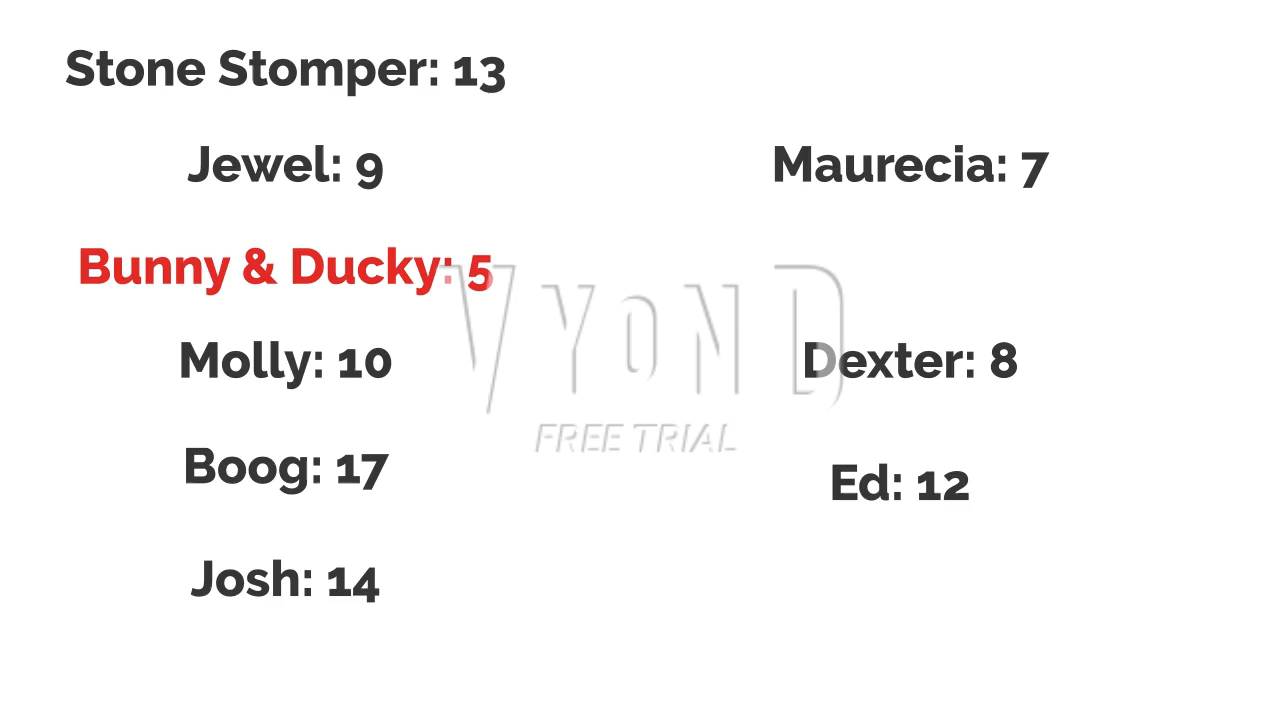 Stone Stomper: 13
Jewel: 9
Maurecia: 7
Bunny & Ducky: 5
VYOND
FREE TRIAL
Molly: 10
Dexter: 8
Boog: 17
Ed: 12
Josh: 14